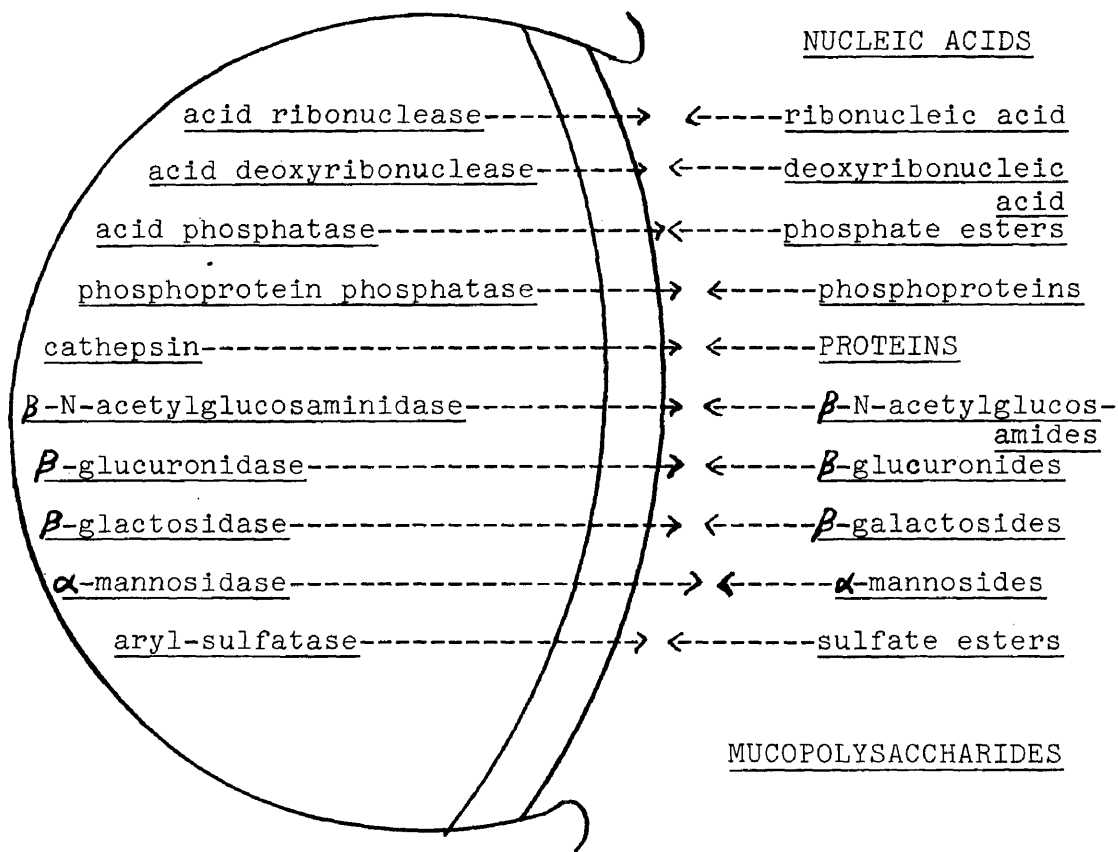 NUCLEIC ACIDS
acid ribonuclease ribonucleic acid
acid deoxyribonuclease deoxyribonucleic
acid
acid phosphatase phosphate esters
phosphoprotein phosphatase phosphoproteins
cathepsin PROTEINS
β-N-acetylglucosaminidase β-N-acetylglucos-
amides
β-glucuronidase β-glucuronides
β-glactosidase β-galactosides
α-mannosidase α-mannosides
aryl-sulfatase sulfate esters
MUCOPOLYSACCHARIDES